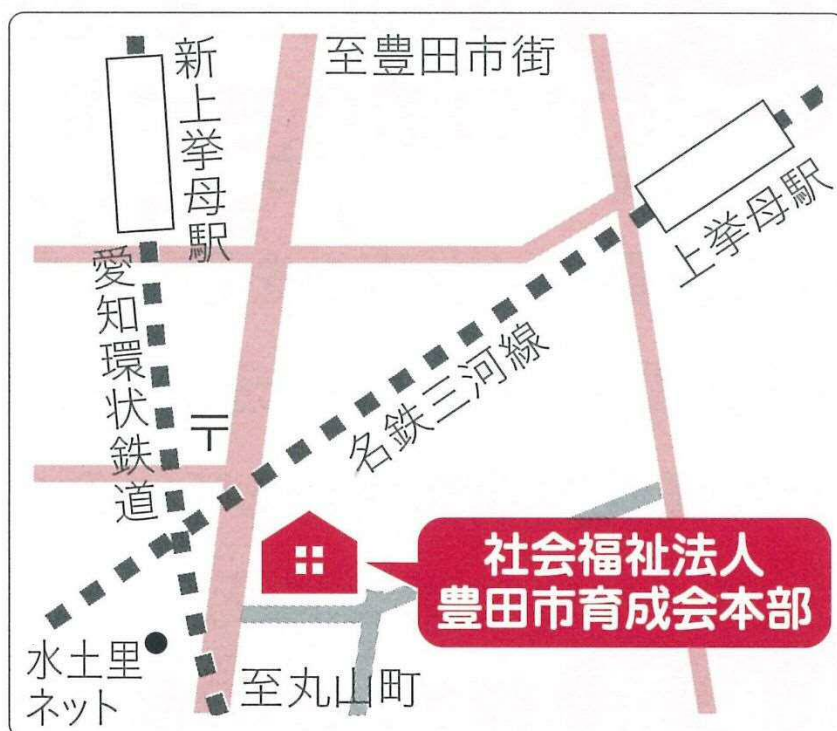 至豊田市街
新上挙母駅
上挙母駅
愛知環状鉄道
名鉄三河線
〒
社会福祉法人
豊田市育成会本部
水土里
ネット
至丸山町